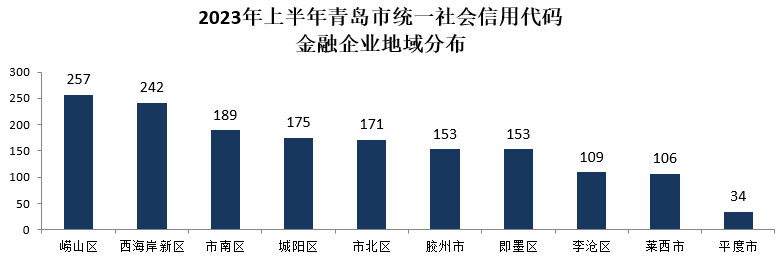 2023年上半年青岛市统一社会信用代码
金融企业地域分布
300
250
200
150
100
50
0
257
242
189
175
171
153
153
109
106
34
崂山区
西海岸新区
市南区
城阳区
市北区
胶州市
即墨区
李沧区
莱西市
平度市